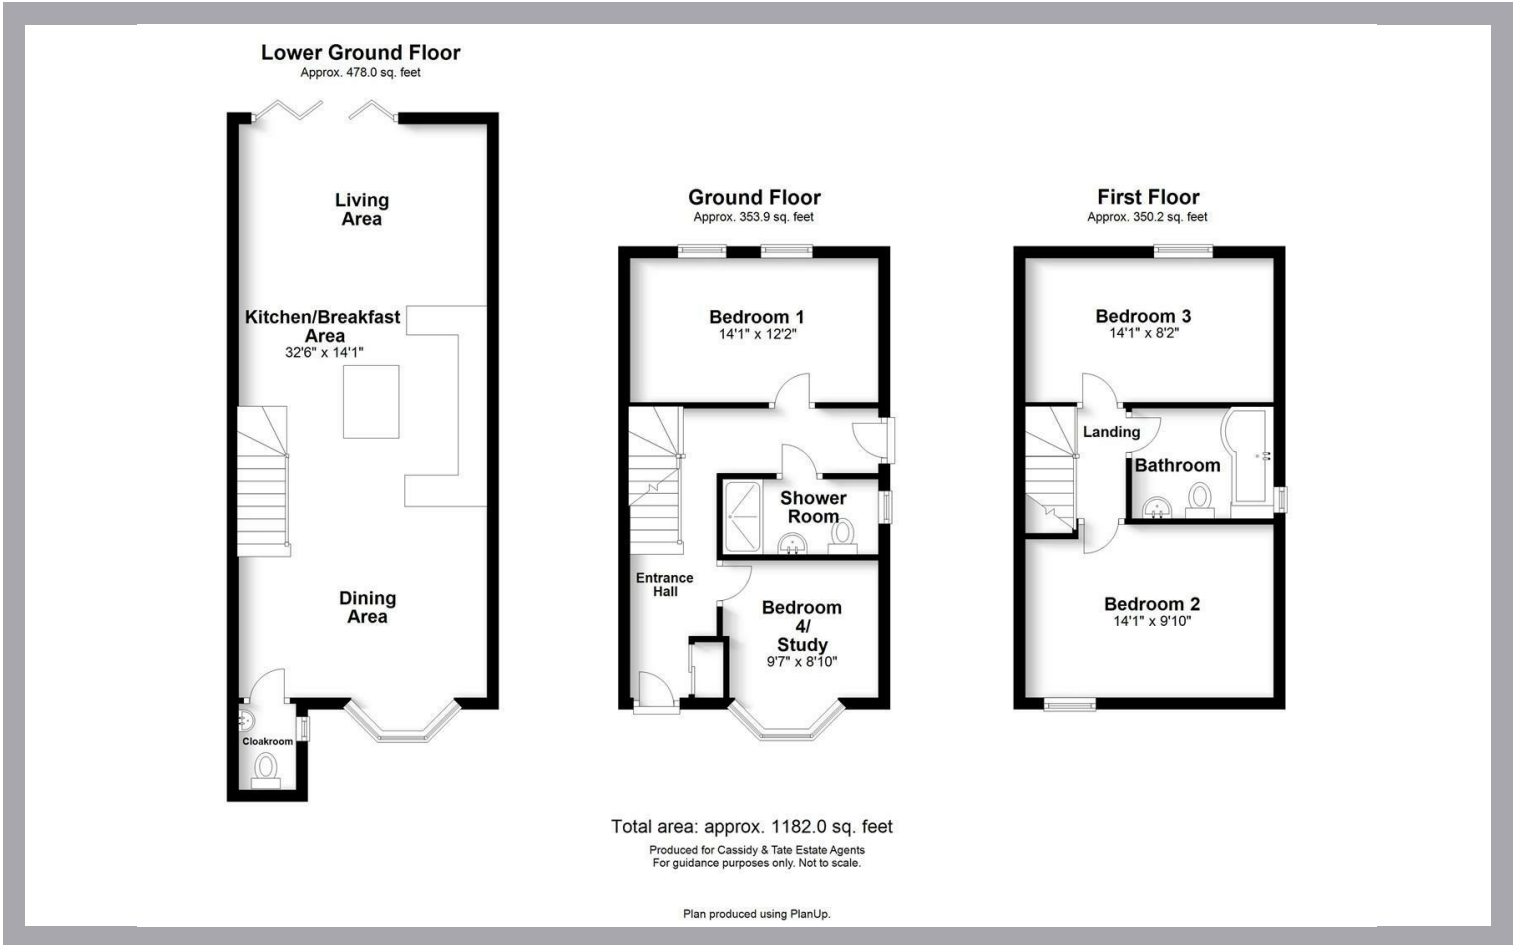 Lower Ground Floor
Approx. 478.0 sq. feet
Living
Area
Kitchen/Breakfast
Area
32'6" x 14'1"
Dining
Area
Cloakroom
Ground Floor
Approx. 353.9 sq. feet
Bedroom 1
14'1" x 12'2"
Shower
Room
Entrance
Hall
Bedroom
4/
Study
9'7" x 8'10"
First Floor
Approx. 350.2 sq. feet
Bedroom 3
14'1" x 8'2"
Landing
Bathroom
Bedroom 2
14'1" x 9'10"
Total area: approx. 1182.0 sq. feet
Produced for Cassidy & Tate Estate Agents
For guidance purposes only. Not to scale.
Plan produced using PlanUp.